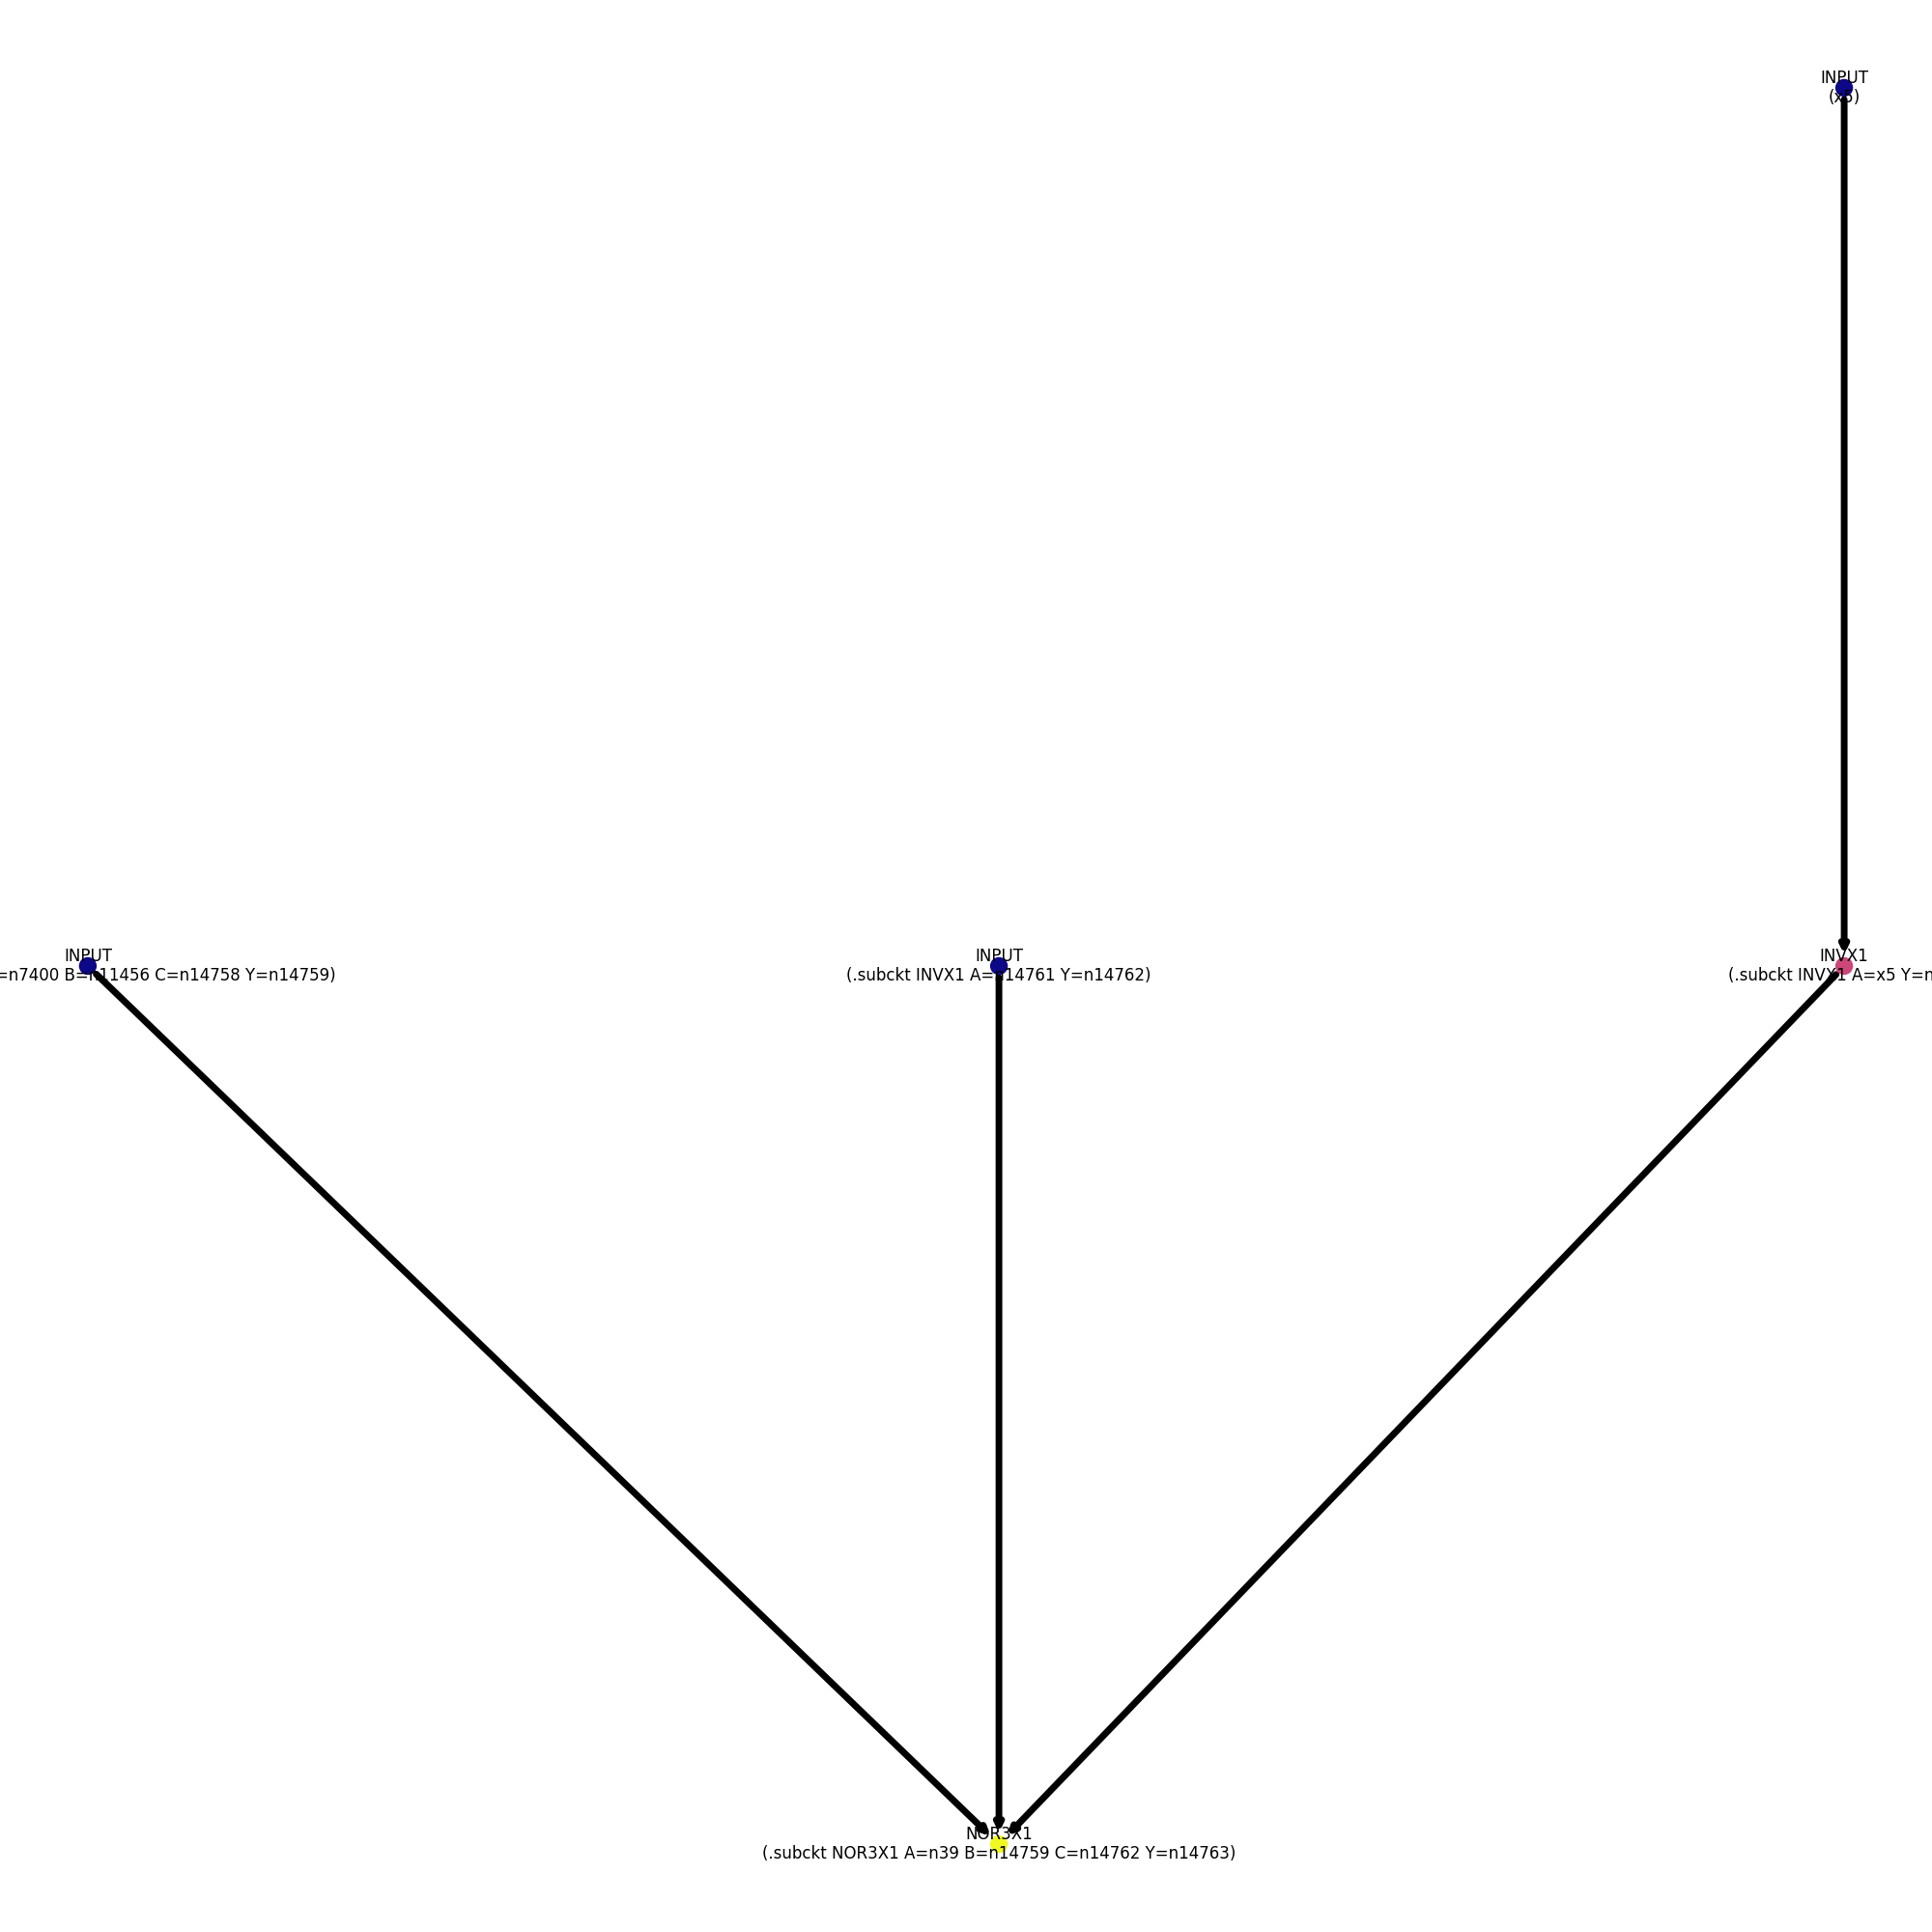 INPUT
(x5)
INPUT
=n7400 B=n11456 C=n14758 Y=n14759)
INPUT
(.subckt INVX1 A=n14761 Y=n14762)
INVX1
(.subckt INVX1 A=x5 Y=n
NOR3X1
(.subckt NOR3X1 A=n39 B=n14759 C=n14762 Y=n14763)